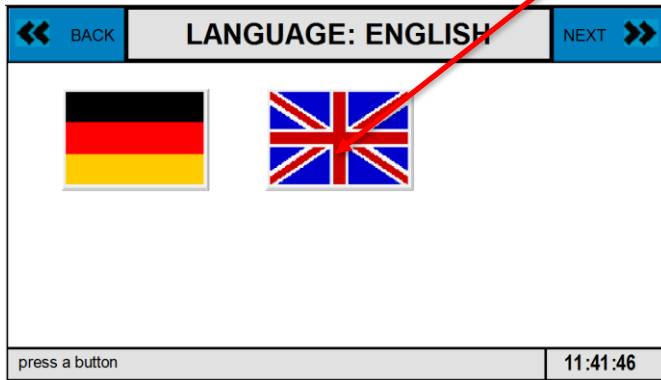 BACK
LANGUAGE: ENGLISH
NEXT
press a button
11:41:46